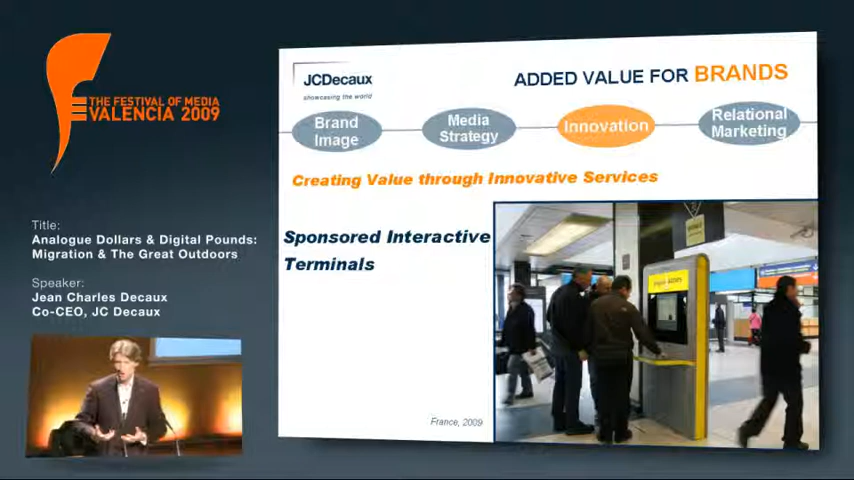 THE FESTIVAL OF MEDIA
VALENCIA 2009
Title:
Analogue Dollars & Digital Pounds:
Migration & The Great Outdoors
Speaker:
Jean Charles Decaux
Co-CEO, JC Decaux
JCDecaux
showcasing the world
ADDED VALUE FOR BRANDS
Brand
Image
Media
Strategy
Innovation
Relational
Marketing
Creating Value through Innovative Services
Sponsored Interactive
Terminals
France, 2009